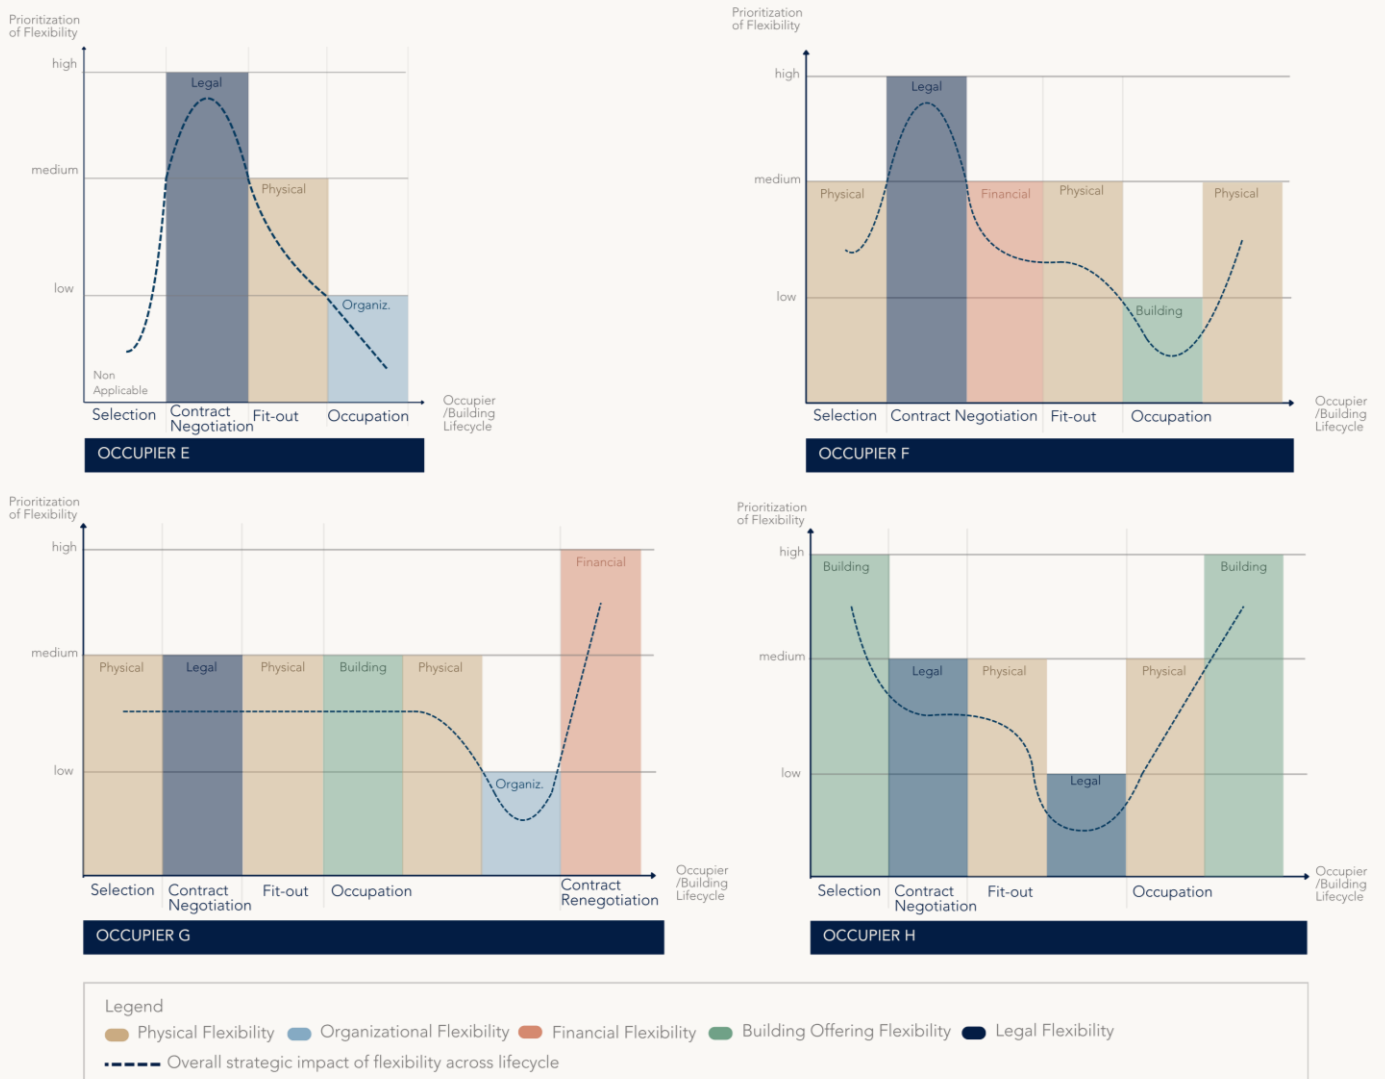 Prioritization
of Flexibility
high
Legal
medium
Physical
low
Organiz.
Non
Applicable
Selection
Contract
Negotiation
Fit-out
Occupation
Occupier
/Building
Lifecycle
OCCUPIER E
Prioritization
of Flexibility
high
Legal
medium
Physical
Financial
Physical
Physical
low
Building
Selection
Contract Negotiation
Fit-out
Occupation
Occupier
/Building
Lifecycle
OCCUPIER F
Prioritization
of Flexibility
high
Financial
medium
Physical
Legal
Physical
Building
Physical
low
Organiz.
Selection
Contract
Negotiation
Fit-out
Occupation
Contract
Renegotiation
Occupier
/Building
Lifecycle
OCCUPIER G
Prioritization
of Flexibility
high
Building
Building
medium
Legal
Physical
Physical
low
Legal
Selection
Contract
Negotiation
Fit-out
Occupation
Occupier
/Building
Lifecycle
OCCUPIER H
Legend
Physical Flexibility
Organizational Flexibility
Financial Flexibility
Building Offering Flexibility
Legal Flexibility
Overall strategic impact of flexibility across lifecycle